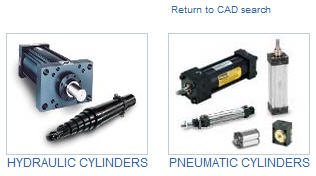 Return to CAD search
HYDRAULIC CYLINDERS
PNEUMATIC CYLINDERS